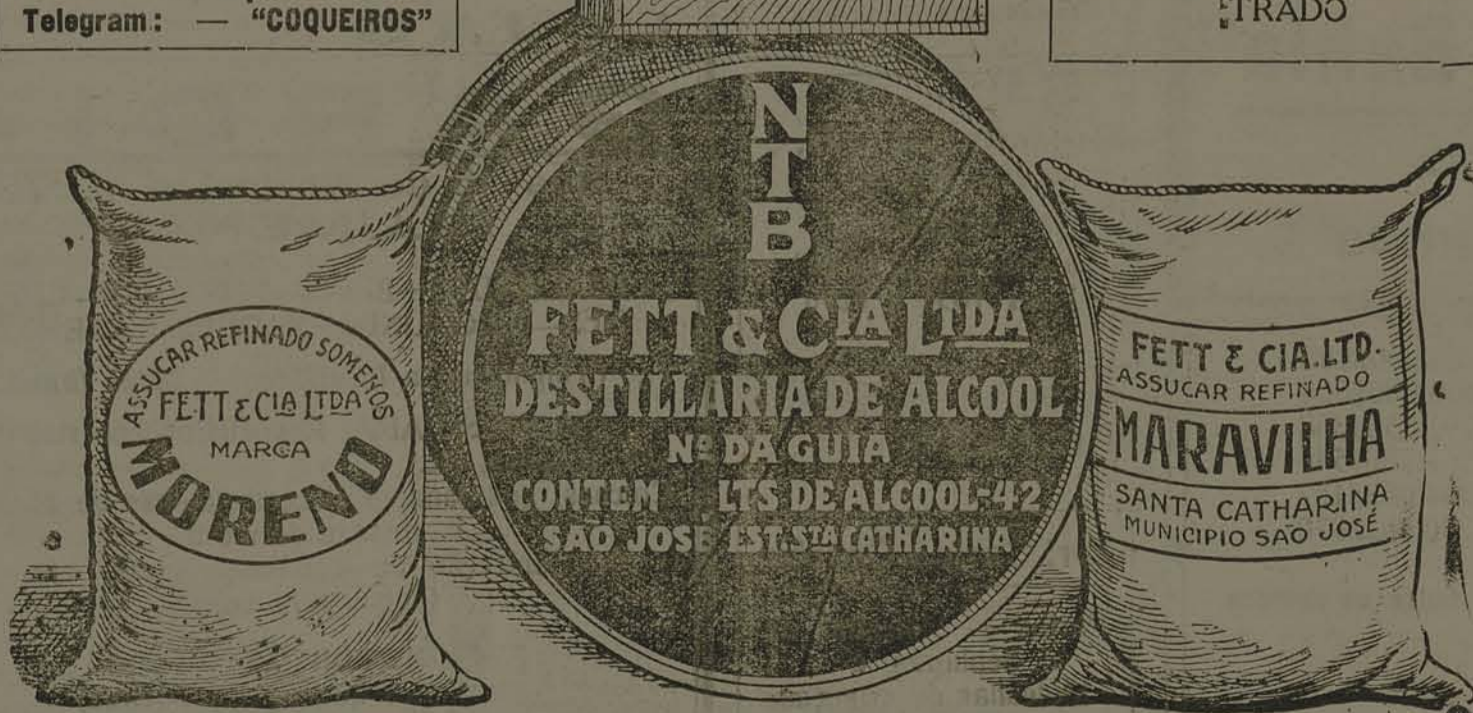 Telegram.: — "COQUEIROS"
TRADO
N
T
B
FETT & CIA LTDA
DESTILLARIA DE ALCOOL
Nº DA GUIA
CONTEM LTS DE ALCOOL-42
SAO JOSÉ EST. STA CATHARINA
ASSUCAR REFINADO SOMENOS
FETT & CIA LTDA
MARCA
MORENO
FETT & CIA. LTD.
ASSUCAR REFINADO
MARAVILHA
SANTA CATHARINA
MUNICIPIO SAO JOSÉ